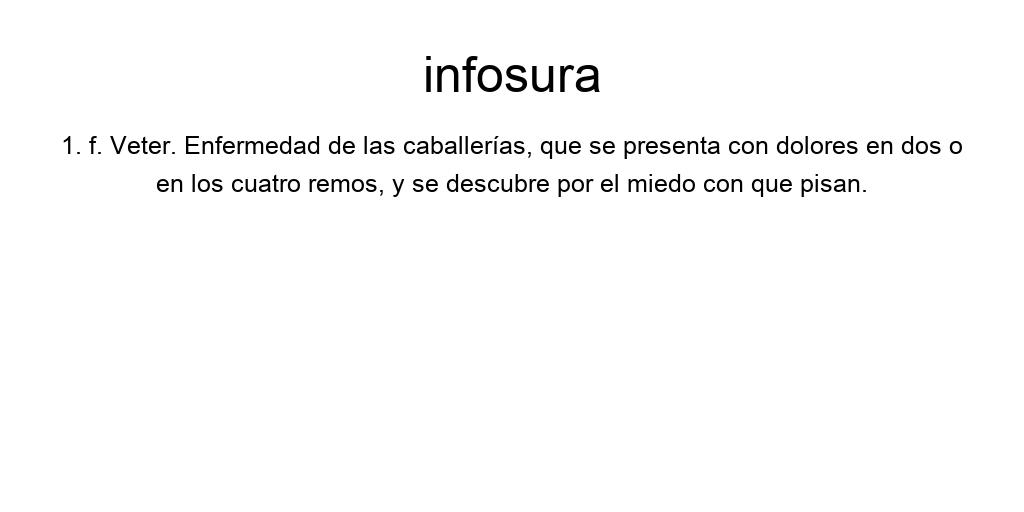 infosura
1. f. Veter. Enfermedad de las caballerías, que se presenta con dolores en dos o
en los cuatro remos, y se descubre por el miedo con que pisan.